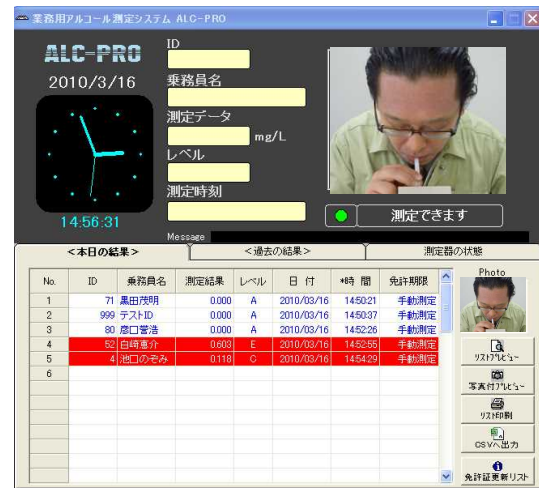 業務用アルコール測定システム ALC-PRO
ALC-PRO
2010/3/16
14:56:31
ID
乗務員名
測定データ
mg/L
レベル
測定時刻
測定できます
Message
<本日の結果>
<過去の結果>
測定器の状態
No. ID 乗務員名 測定結果 レベル 日 付 *時 間 免許期限
1 71 黒田茂明 0.000 A 2010/03/16 14:50:21 手動測定
2 999 テストID 0.000 A 2010/03/16 14:50:37 手動測定
3 80 彦口誉浩 0.000 A 2010/03/16 14:52:26 手動測定
4 52 白崎恵介 0.603 E 2010/03/16 14:52:55 手動測定
5 4 池口のぞみ 0.118 C 2010/03/16 14:54:29 手動測定
6
Photo
リストプレビュー
写真付プレビュー
リスト印刷
CSVへ出力
免許証更新リスト